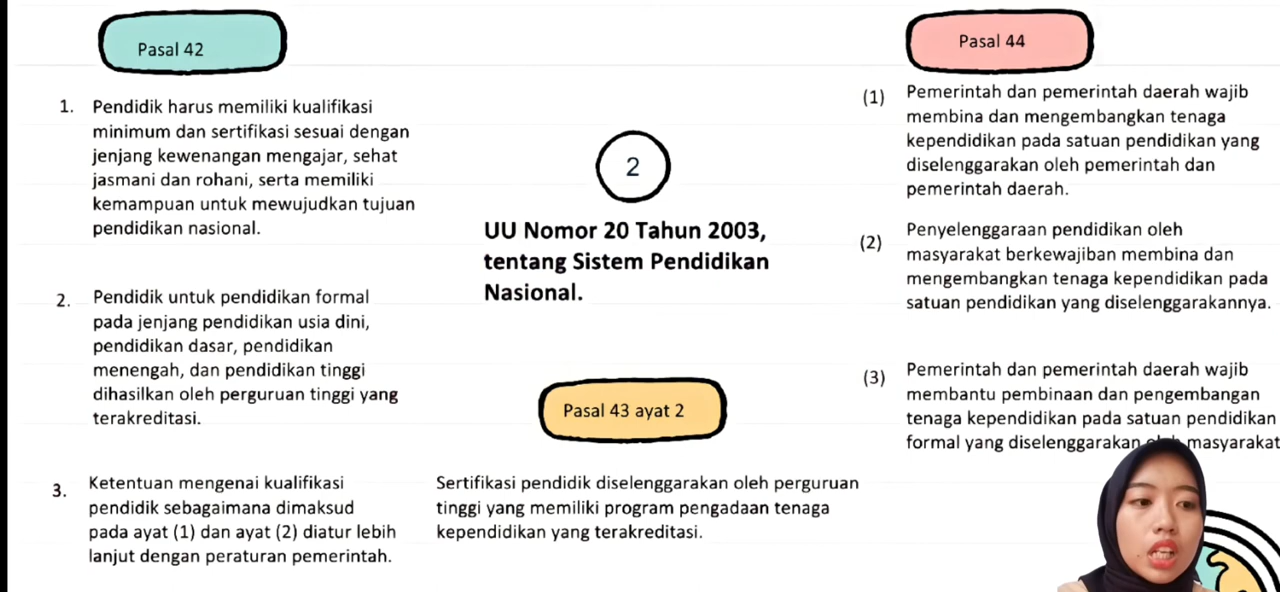 Pasal 42
1. Pendidik harus memiliki kualifikasi
minimum dan sertifikasi sesuai dengan
jenjang kewenangan mengajar, sehat
jasmani dan rohani, serta memiliki
kemampuan untuk mewujudkan tujuan
pendidikan nasional.
2. Pendidik untuk pendidikan formal
pada jenjang pendidikan usia dini,
pendidikan dasar, pendidikan
menengah, dan pendidikan tinggi
dihasilkan oleh perguruan tinggi yang
terakreditasi.
3. Ketentuan mengenai kualifikasi
pendidik sebagaimana dimaksud
pada ayat (1) dan ayat (2) diatur lebih
lanjut dengan peraturan pemerintah.
2
UU Nomor 20 Tahun 2003,
tentang Sistem Pendidikan
Nasional.
Pasal 43 ayat 2
Sertifikasi pendidik diselenggarakan oleh perguruan
tinggi yang memiliki program pengadaan tenaga
kependidikan yang terakreditasi.
Pasal 44
(1) Pemerintah dan pemerintah daerah wajib
membina dan mengembangkan tenaga
kependidikan pada satuan pendidikan yang
diselenggarakan oleh pemerintah dan
pemerintah daerah.
(2) Penyelenggaraan pendidikan oleh
masyarakat berkewajiban membina dan
mengembangkan tenaga kependidikan pada
satuan pendidikan yang diselenggarakannya.
(3) Pemerintah dan pemerintah daerah wajib
membantu pembinaan dan pengembangan
tenaga kependidikan pada satuan pendidikan
formal yang diselenggarakan masyarakat